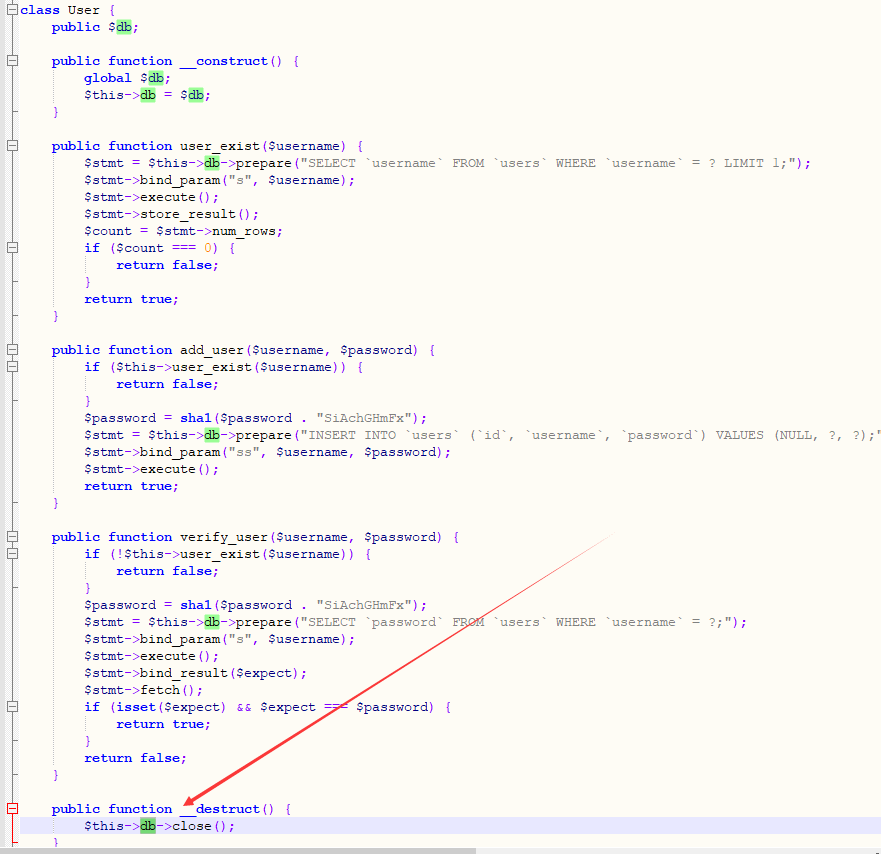 class User {
    public $db;

    public function __construct() {
        global $db;
        $this->db = $db;
    }

    public function user_exist($username) {
        $stmt = $this->db->prepare("SELECT `username` FROM `users` WHERE `username` = ? LIMIT 1;");
        $stmt->bind_param("s", $username);
        $stmt->execute();
        $stmt->store_result();
        $count = $stmt->num_rows;
        if ($count === 0) {
            return false;
        }
        return true;
    }

    public function add_user($username, $password) {
        if ($this->user_exist($username)) {
            return false;
        }
        $password = sha1($password . "SiAchGHmFx");
        $stmt = $this->db->prepare("INSERT INTO `users` (`id`, `username`, `password`) VALUES (NULL, ?, ?);"
        $stmt->bind_param("ss", $username, $password);
        $stmt->execute();
        return true;
    }

    public function verify_user($username, $password) {
        if (!$this->user_exist($username)) {
            return false;
        }
        $password = sha1($password . "SiAchGHmFx");
        $stmt = $this->db->prepare("SELECT `password` FROM `users` WHERE `username` = ?;");
        $stmt->bind_param("s", $username);
        $stmt->execute();
        $stmt->bind_result($expect);
        $stmt->fetch();
        if (isset($expect) && $expect === $password) {
            return true;
        }
        return false;
    }

    public function __destruct() {
        $this->db->close();
    }